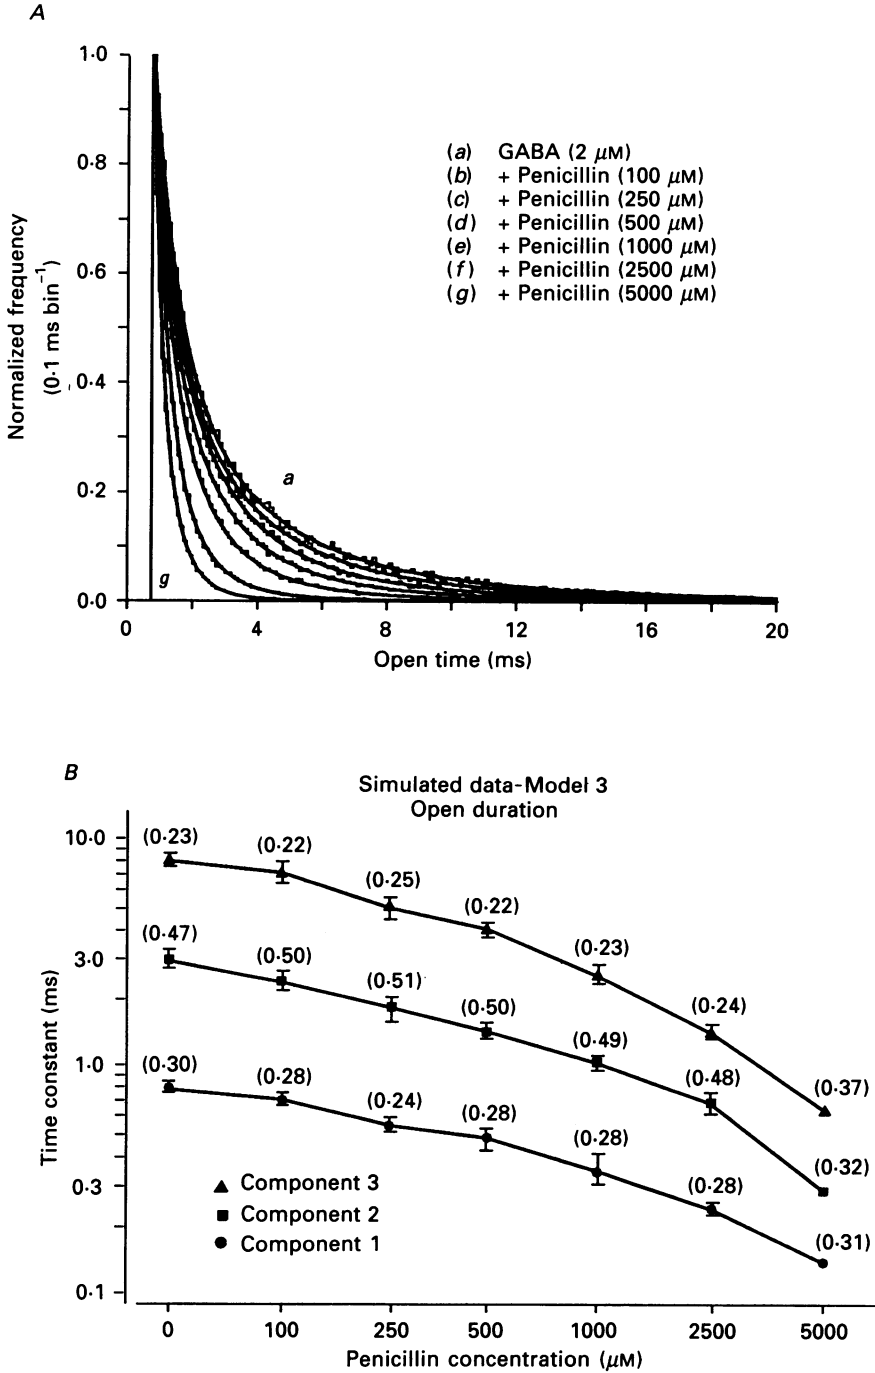 A
1·0
0·8
0·6
0·4
0·2
0·0
Normalized frequency
(0·1 ms bin⁻¹)
(a) GABA (2 μM)
(b) + Penicillin (100 μM)
(c) + Penicillin (250 μM)
(d) + Penicillin (500 μM)
(e) + Penicillin (1000 μM)
(f) + Penicillin (2500 μM)
(g) + Penicillin (5000 μM)
a
g
0 4 8 12 16 20
Open time (ms)
B
Simulated data-Model 3
Open duration
10·0
3·0
1·0
0·3
0·1
Time constant (ms)
(0·23) (0·22) (0·25) (0·22) (0·23) (0·24) (0·37)
(0·47) (0·50) (0·51) (0·50) (0·49) (0·48) (0·32)
(0·30) (0·28) (0·24) (0·28) (0·28) (0·28) (0·31)
Component 3
Component 2
Component 1
0 100 250 500 1000 2500 5000
Penicillin concentration (μM)